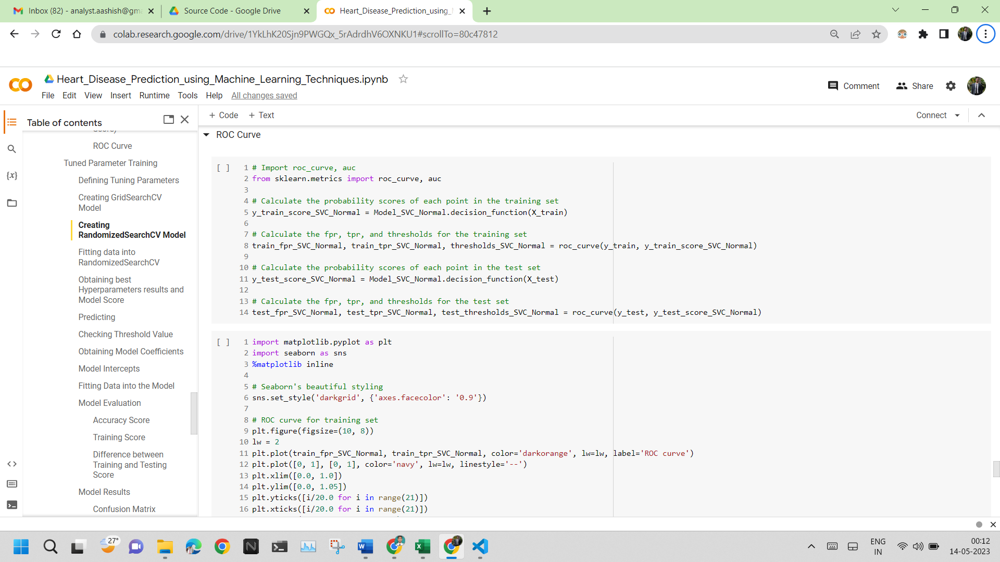 Inbox (82) - analyst.aashish@gm
Source Code - Google Drive
Heart_Disease_Prediction_using_
colab.research.google.com/drive/1YkLhK20Sjn9PWGQx_5rAdrdhV6OXNKU1#scrollTo=80c47812
Heart_Disease_Prediction_using_Machine_Learning_Techniques.ipynb
Comment
Share
File Edit View Insert Runtime Tools Help All changes saved
Table of contents
+ Code + Text
Connect
ROC Curve
Tuned Parameter Training
Defining Tuning Parameters
Creating GridSearchCV
Model
Creating
RandomizedSearchCV Model
Fitting data into
RandomizedSearchCV
Obtaining best
Hyperparameters results and
Model Score
Predicting
Checking Threshold Value
Obtaining Model Coefficients
Model Intercepts
Fitting Data into the Model
Model Evaluation
Accuracy Score
Training Score
Difference between
Training and Testing
Score
Model Results
Confusion Matrix
ROC Curve
[ ]
1 # Import roc_curve, auc
2 from sklearn.metrics import roc_curve, auc
3
4 # Calculate the probability scores of each point in the training set
5 y_train_score_SVC_Normal = Model_SVC_Normal.decision_function(X_train)
6
7 # Calculate the fpr, tpr, and thresholds for the training set
8 train_fpr_SVC_Normal, train_tpr_SVC_Normal, thresholds_SVC_Normal = roc_curve(y_train, y_train_score_SVC_Normal)
9
10 # Calculate the probability scores of each point in the test set
11 y_test_score_SVC_Normal = Model_SVC_Normal.decision_function(X_test)
12
13 # Calculate the fpr, tpr, and thresholds for the test set
14 test_fpr_SVC_Normal, test_tpr_SVC_Normal, test_thresholds_SVC_Normal = roc_curve(y_test, y_test_score_SVC_Normal)
[ ]
1 import matplotlib.pyplot as plt
2 import seaborn as sns
3 %matplotlib inline
4
5 # Seaborn's beautiful styling
6 sns.set_style('darkgrid', {'axes.facecolor': '0.9'})
7
8 # ROC curve for training set
9 plt.figure(figsize=(10, 8))
10 lw = 2
11 plt.plot(train_fpr_SVC_Normal, train_tpr_SVC_Normal, color='darkorange', lw=lw, label='ROC curve')
12 plt.plot([0, 1], [0, 1], color='navy', lw=lw, linestyle='--')
13 plt.xlim([0.0, 1.0])
14 plt.ylim([0.0, 1.05])
15 plt.yticks([i/20.0 for i in range(21)])
16 plt.xticks([i/20.0 for i in range(21)])
27°
ENG
IN
00:12
14-05-2023